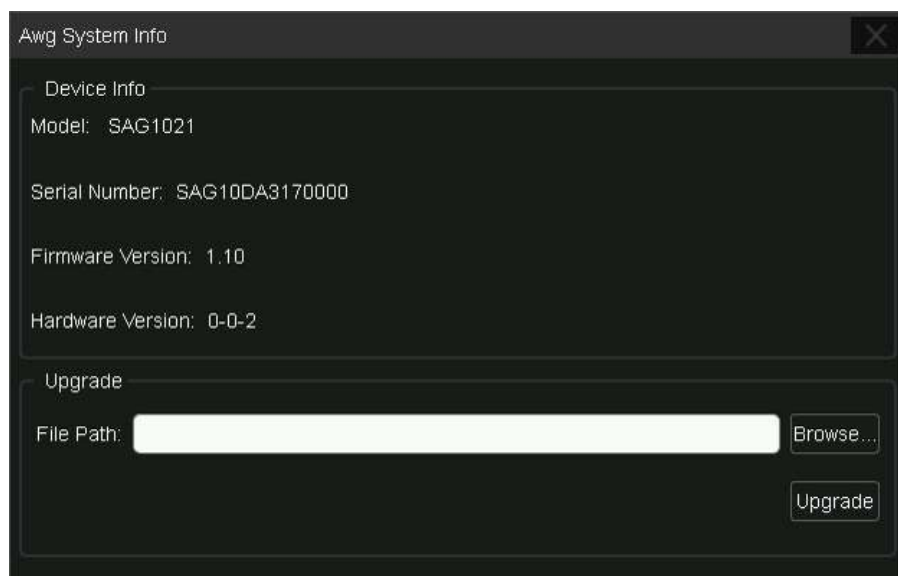 Awg System Info
Device Info
Model: SAG1021
Serial Number: SAG10DA3170000
Firmware Version: 1.10
Hardware Version: 0-0-2
Upgrade
File Path: Browse...
Upgrade